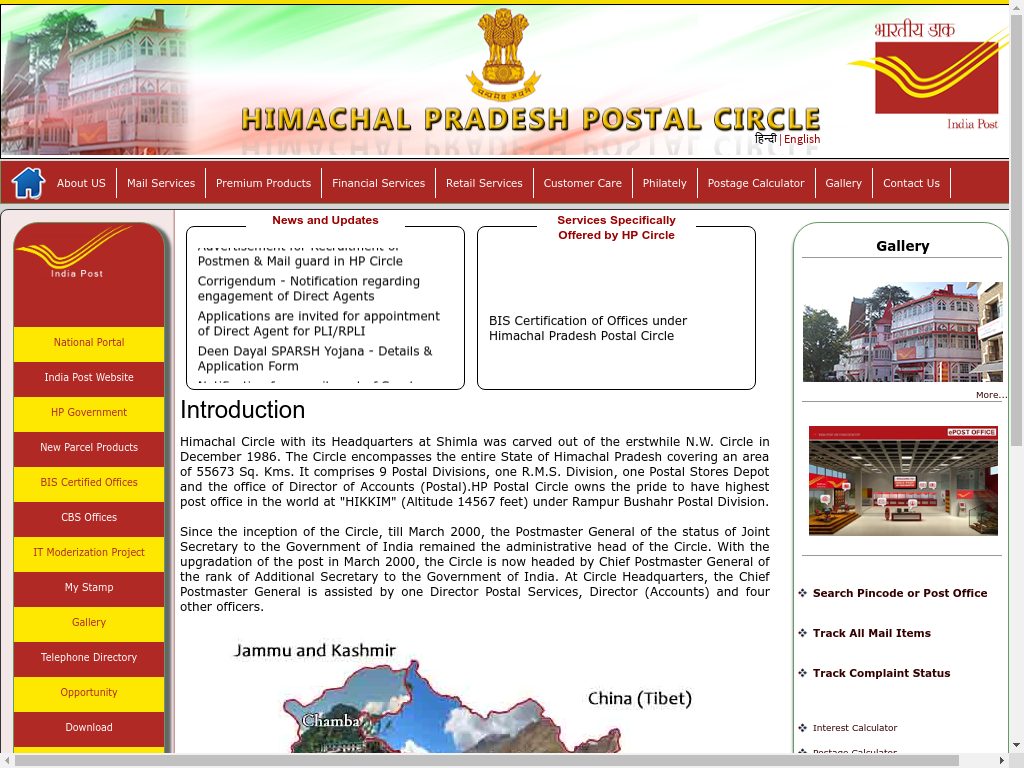 भारतीय डाक
सत्यमेव जयते
HIMACHAL PRADESH POSTAL CIRCLE
India Post
हिन्दी | English
About US
Mail Services
Premium Products
Financial Services
Retail Services
Customer Care
Philately
Postage Calculator
Gallery
Contact Us
India Post
National Portal
India Post Website
HP Government
New Parcel Products
BIS Certified Offices
CBS Offices
IT Moderization Project
My Stamp
Gallery
Telephone Directory
Opportunity
Download
News and Updates
Advertisement for Recruitment of
Postmen & Mail guard in HP Circle
Corrigendum - Notification regarding
engagement of Direct Agents
Applications are invited for appointment
of Direct Agent for PLI/RPLI
Deen Dayal SPARSH Yojana - Details &
Application Form
Services Specifically
Offered by HP Circle
BIS Certification of Offices under
Himachal Pradesh Postal Circle
Introduction
Himachal Circle with its Headquarters at Shimla was carved out of the erstwhile N.W. Circle in
December 1986. The Circle encompasses the entire State of Himachal Pradesh covering an area
of 55673 Sq. Kms. It comprises 9 Postal Divisions, one R.M.S. Division, one Postal Stores Depot
and the office of Director of Accounts (Postal).HP Postal Circle owns the pride to have highest
post office in the world at "HIKKIM" (Altitude 14567 feet) under Rampur Bushahr Postal Division.
Since the inception of the Circle, till March 2000, the Postmaster General of the status of Joint
Secretary to the Government of India remained the administrative head of the Circle. With the
upgradation of the post in March 2000, the Circle is now headed by Chief Postmaster General of
the rank of Additional Secretary to the Government of India. At Circle Headquarters, the Chief
Postmaster General is assisted by one Director Postal Services, Director (Accounts) and four
other officers.
Jammu and Kashmir
China (Tibet)
Chamba
Gallery
More...
ePOST OFFICE
Search Pincode or Post Office
Track All Mail Items
Track Complaint Status
Interest Calculator
Postage Calculator